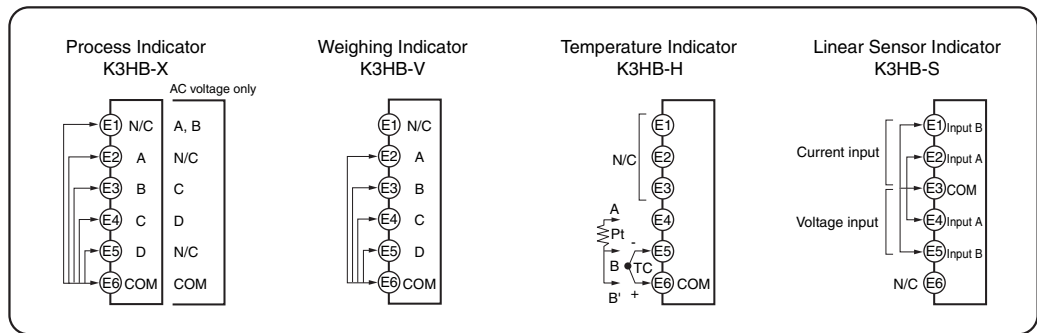 Process Indicator
K3HB-X
AC voltage only
E1 N/C A, B
E2 A N/C
E3 B C
E4 C D
E5 D N/C
E6 COM COM
Weighing Indicator
K3HB-V
E1 N/C
E2 A
E3 B
E4 C
E5 D
E6 COM
Temperature Indicator
K3HB-H
E1
N/C E2
E3
A E4
Pt
- E5
B TC
B' + E6 COM
Linear Sensor Indicator
K3HB-S
E1 Input B
Current input
E2 Input A
E3 COM
Voltage input
E4 Input A
E5 Input B
N/C E6